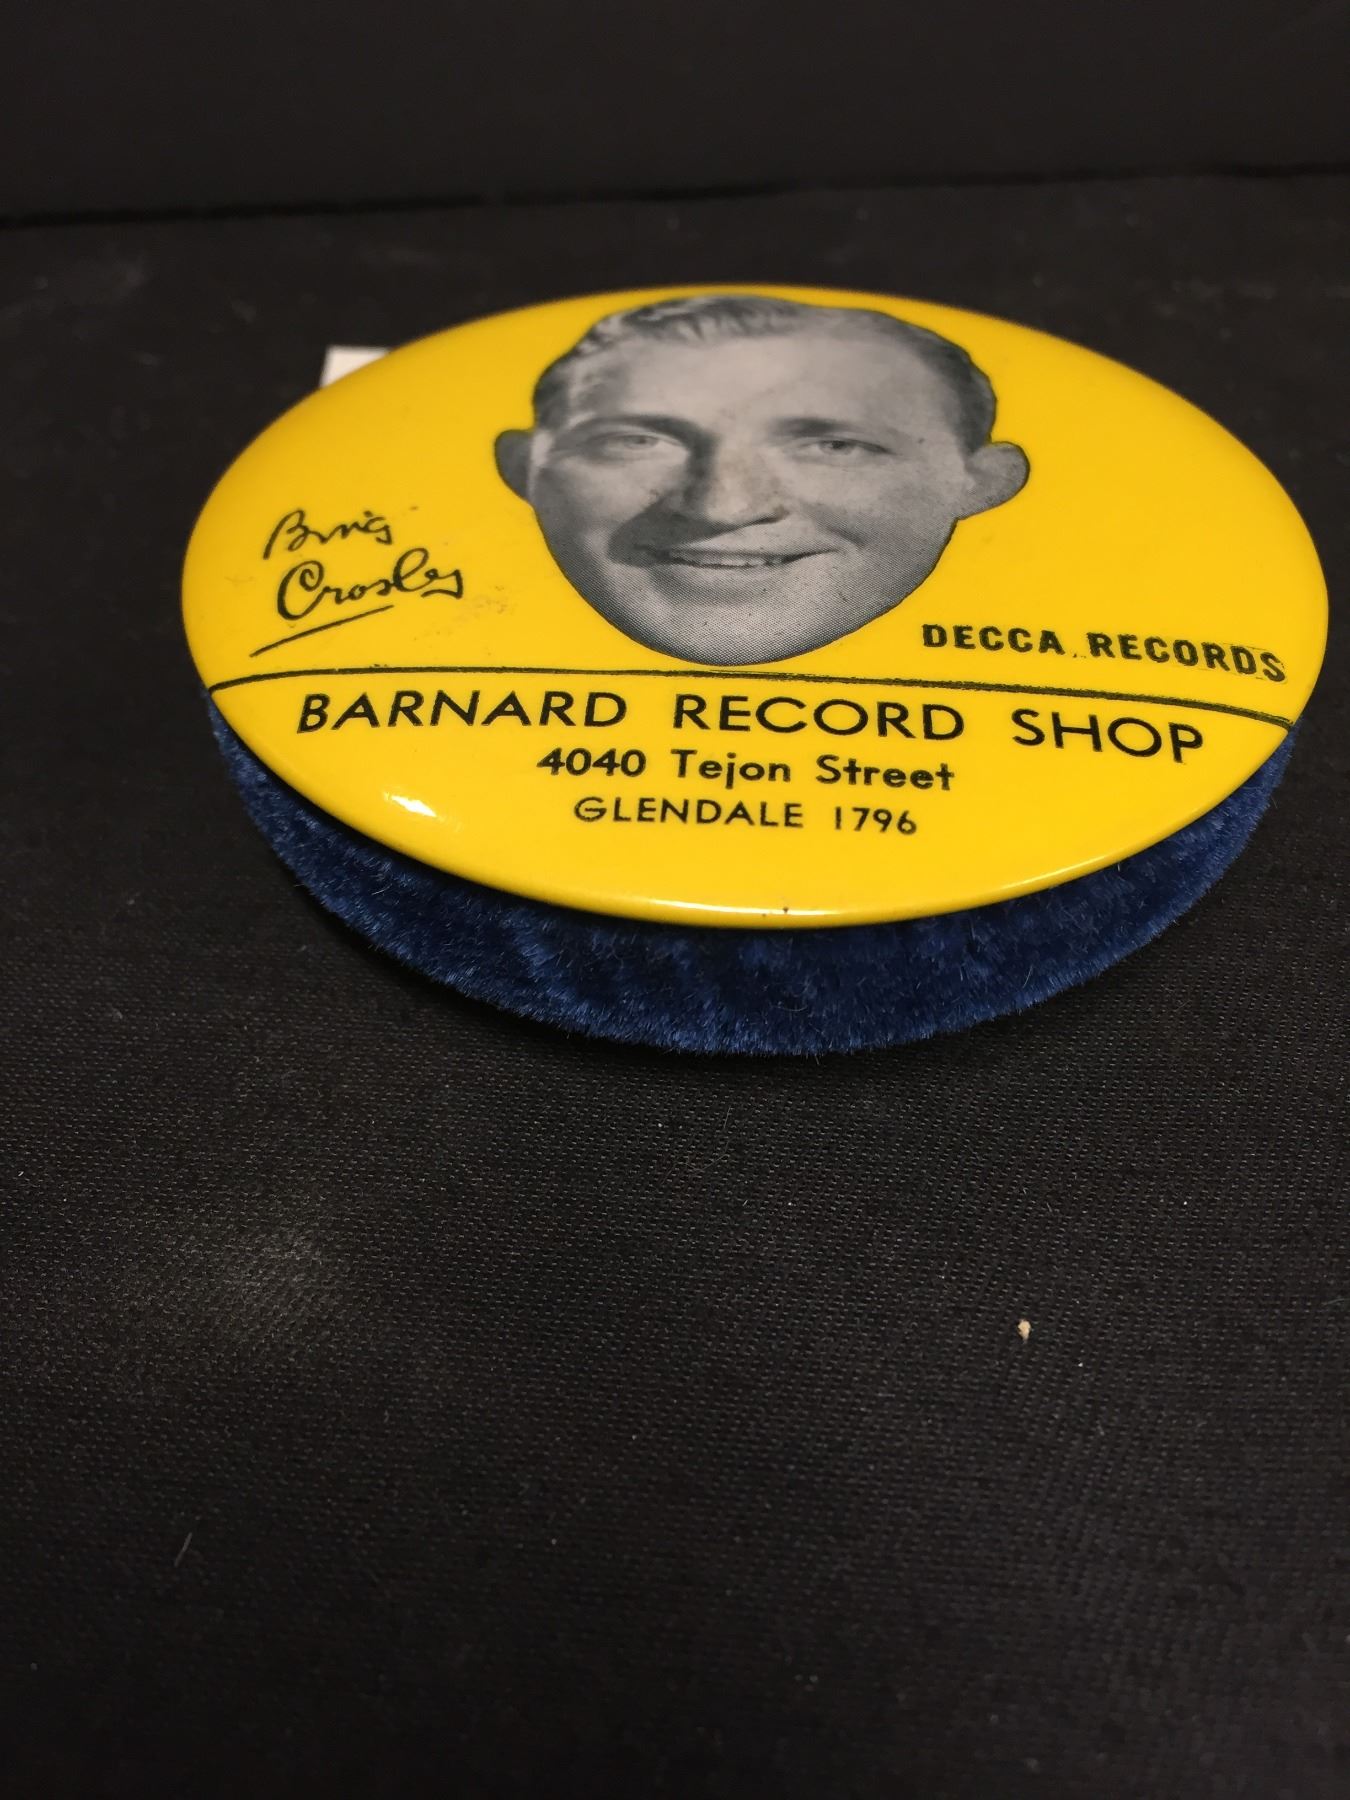 Bing
Crosby
DECCA RECORDS
BARNARD RECORD SHOP
4040 Tejon Street
GLENDALE 1796